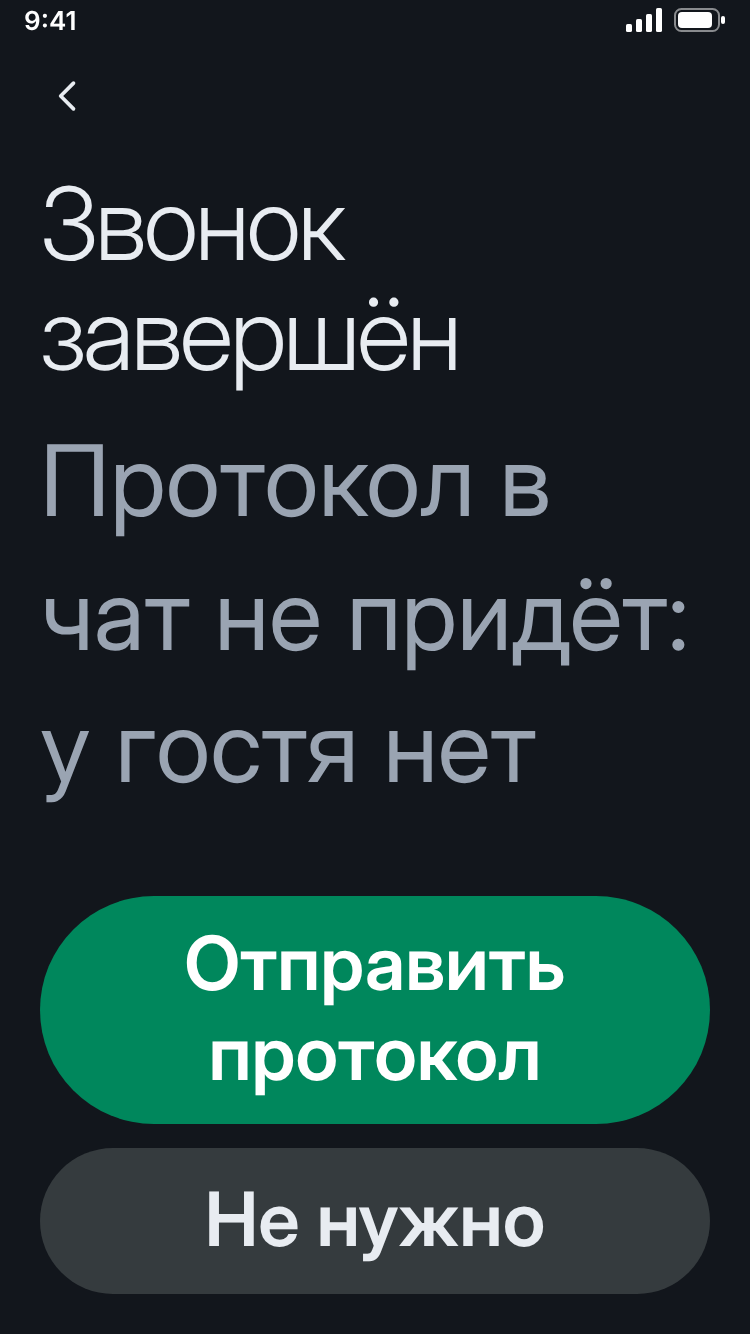 9:41
Звонок
завершён
Протокол в
чат не придёт:
у гостя нет
Отправить
протокол
Не нужно